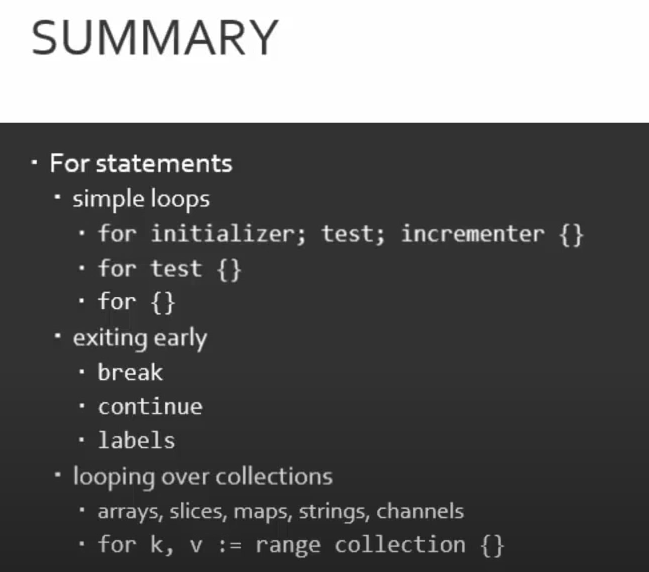 SUMMARY
· For statements
· simple loops
· for initializer; test; incrementer {}
· for test {}
· for {}
· exiting early
· break
· continue
· labels
· looping over collections
· arrays, slices, maps, strings, channels
· for k, v := range collection {}